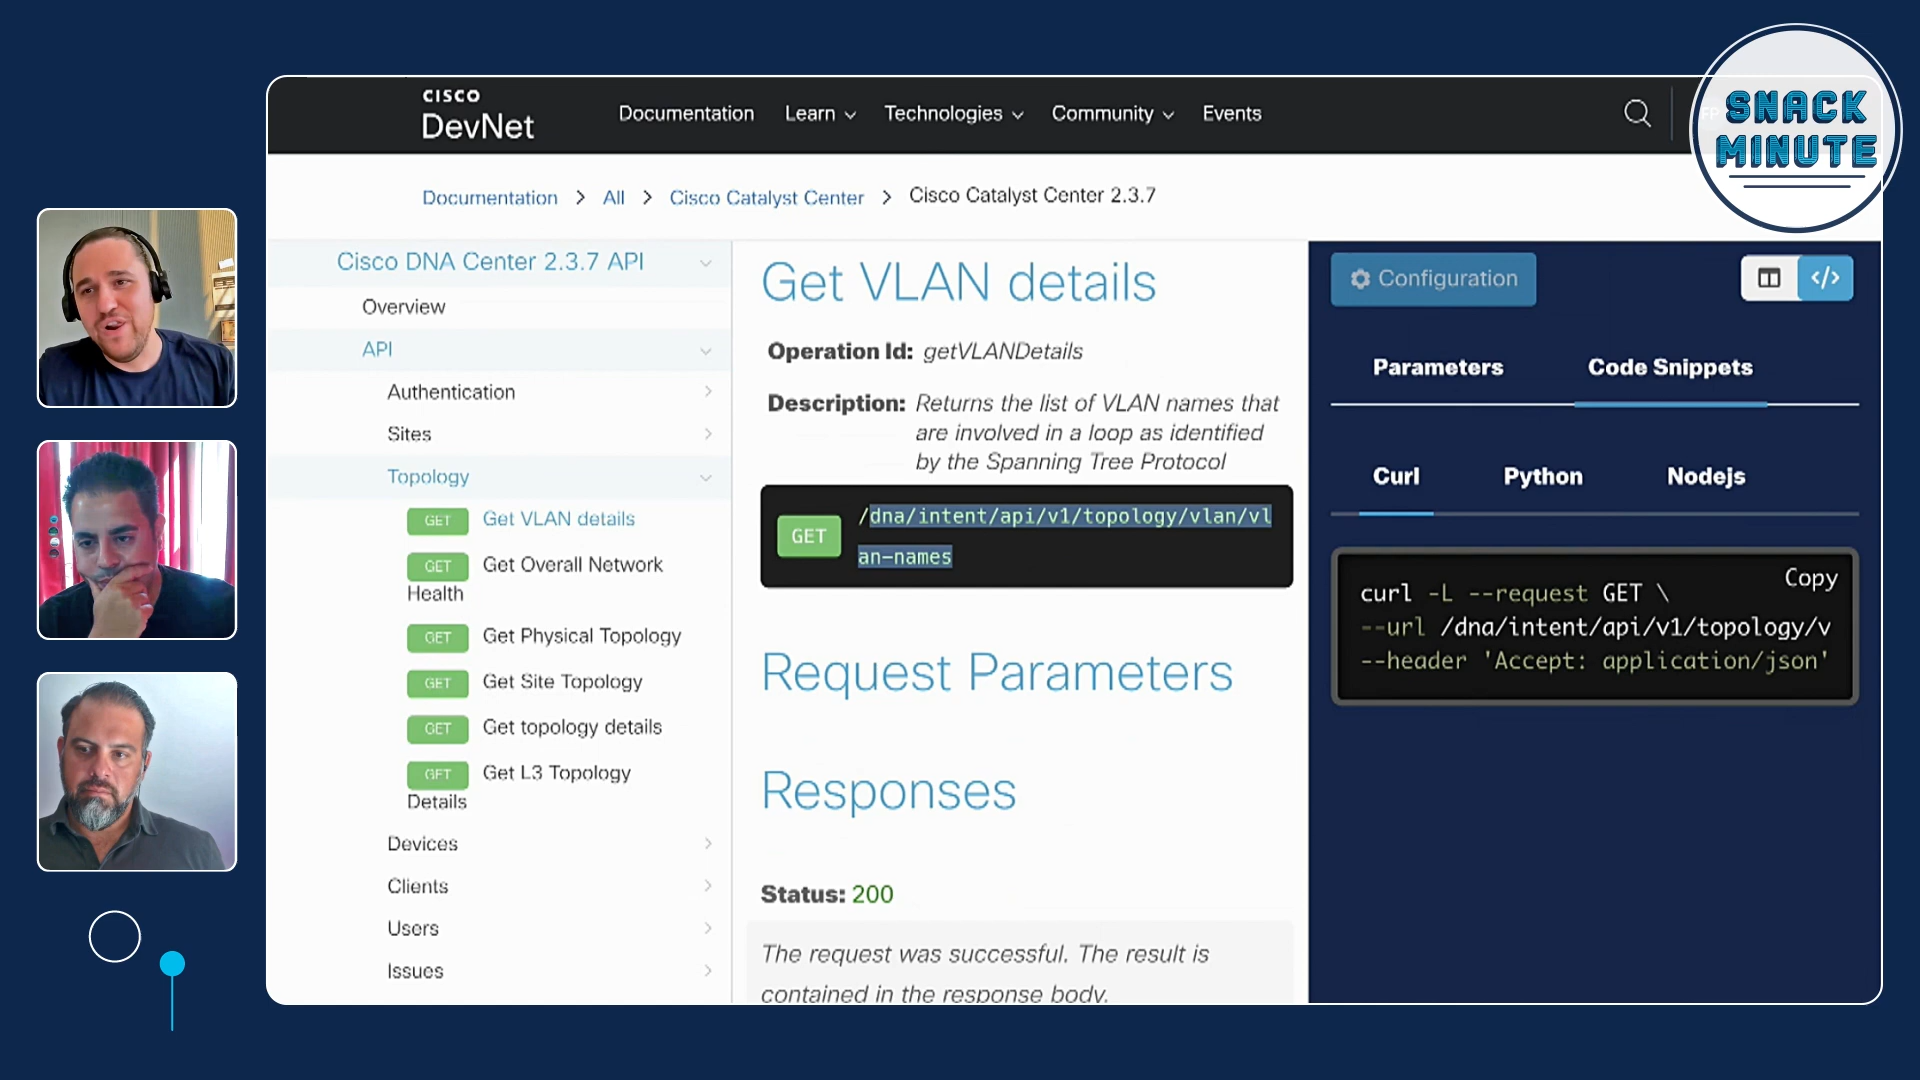 CISCO
DevNet
Documentation Learn Technologies Community Events
SNACK
MINUTE
Documentation > All > Cisco Catalyst Center > Cisco Catalyst Center 2.3.7
Cisco DNA Center 2.3.7 API
Overview
API
Authentication
Sites
Topology
GET Get VLAN details
GET Get Overall Network
Health
GET Get Physical Topology
GET Get Site Topology
GET Get topology details
GET Get L3 Topology
Details
Devices
Clients
Users
Issues
Get VLAN details
Operation Id: getVLANDetails
Description: Returns the list of VLAN names that
are involved in a loop as identified
by the Spanning Tree Protocol
GET /dna/intent/api/v1/topology/vlan/vl
an-names
Request Parameters
Responses
Status: 200
The request was successful. The result is
contained in the response body.
Configuration </>
Parameters Code Snippets
Curl Python Nodejs
Copy
curl -L --request GET \
--url /dna/intent/api/v1/topology/v
--header 'Accept: application/json'